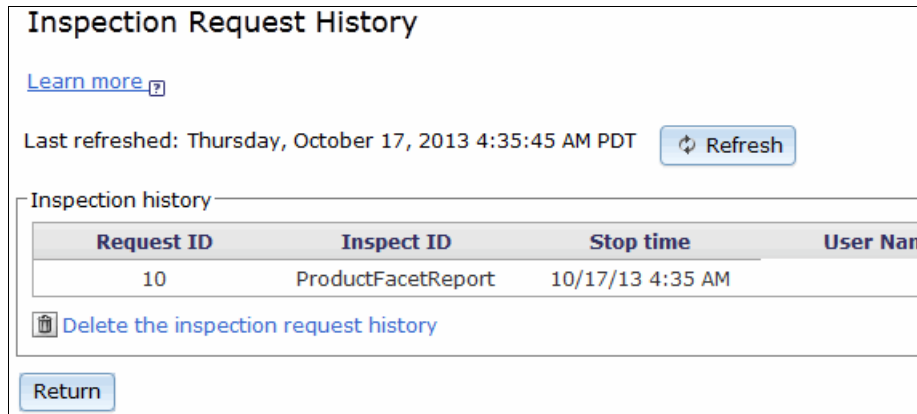 Inspection Request History
Learn more
Last refreshed: Thursday, October 17, 2013 4:35:45 AM PDT Refresh
Inspection history
Request ID Inspect ID Stop time User Nam
10 ProductFacetReport 10/17/13 4:35 AM
Delete the inspection request history
Return